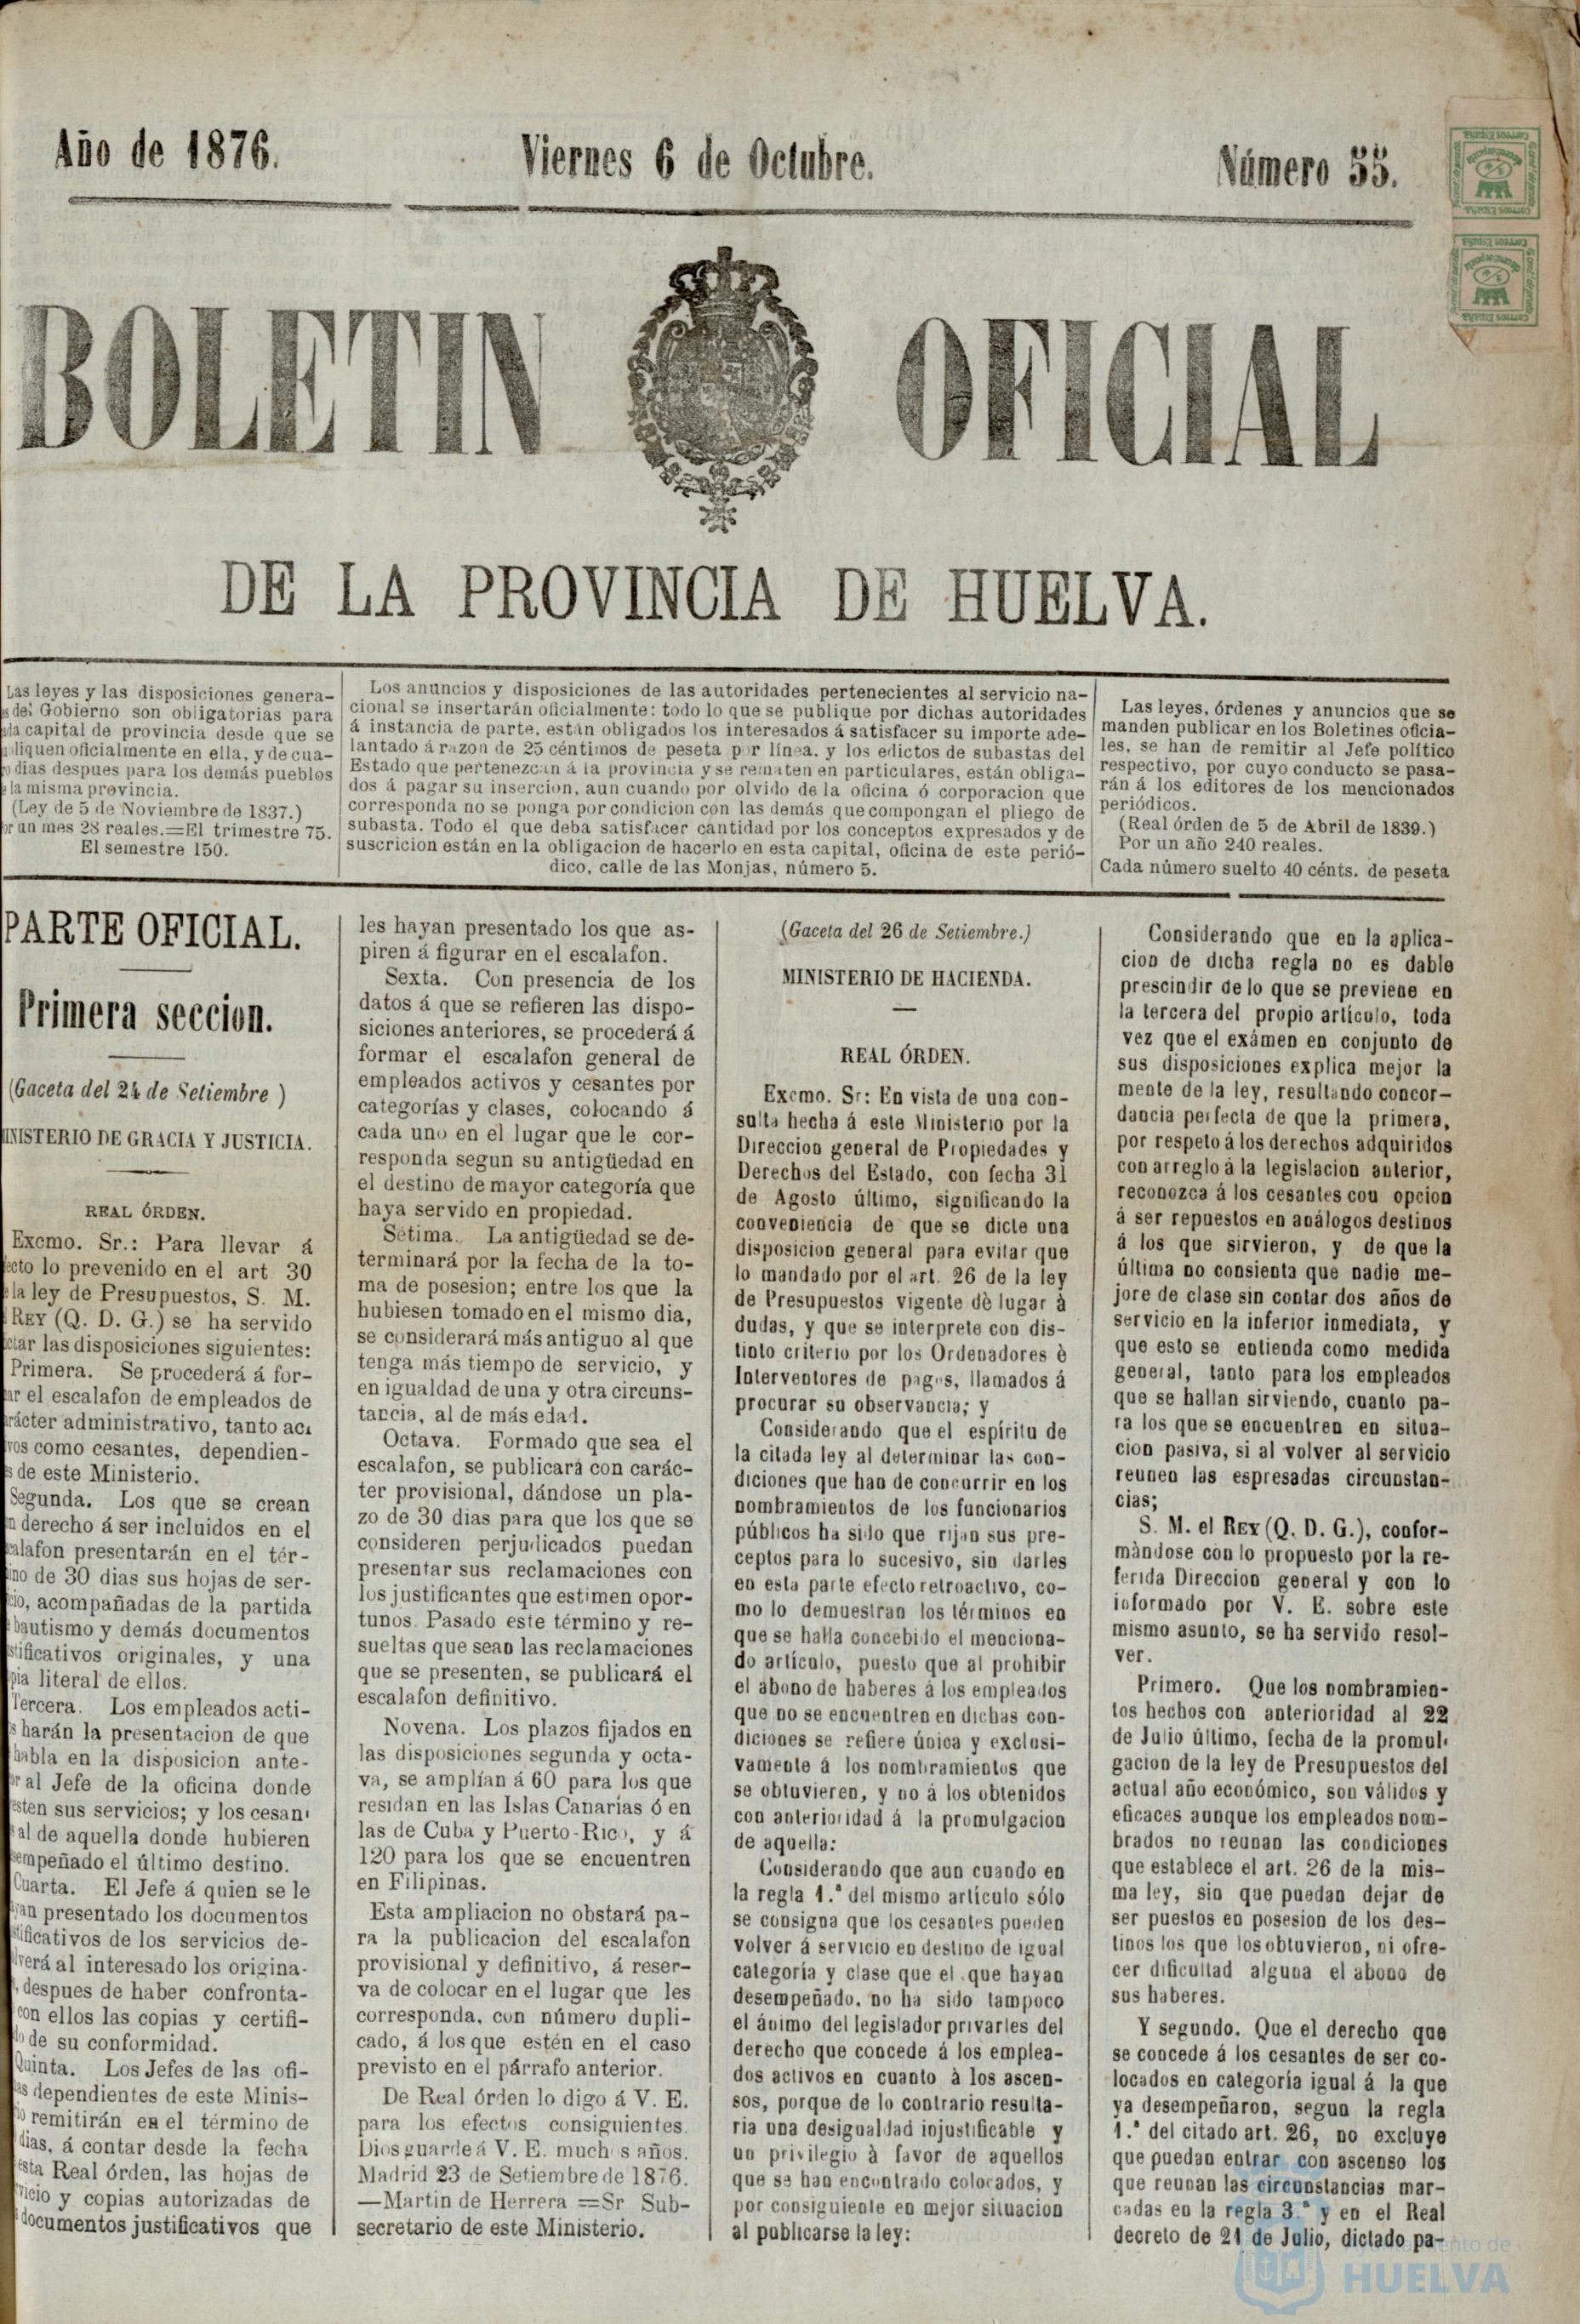 Año de 1876.
Viernes 6 de Octubre.
Número 55.
BOLETIN OFICIAL
DE LA PROVINCIA DE HUELVA.
Las leyes y las disposiciones genera-
del Gobierno son obligatorias para
capital de provincia desde que se
oficialmente en ella, y de cua-
dias despues para los demás pueblos
la misma provincia.
(Ley de 5 de Noviembre de 1837.)
un mes 28 reales.=El trimestre 75.
El semestre 150.
Los anuncios y disposiciones de las autoridades pertenecientes al servicio na-
cional se insertarán oficialmente: todo lo que se publique por dichas autoridades
á instancia de parte, están obligados los interesados á satisfacer su importe ade-
lantado á razon de 25 céntimos de peseta por línea. y los edictos de subastas del
Estado que pertenezcan á la provincia y se rematen en particulares, están obliga-
dos á pagar su insercion, aun cuando por olvido de la oficina ó corporacion que
corresponda no se ponga por condicion con las demás que compongan el pliego de
subasta. Todo el que deba satisfacer cantidad por los conceptos expresados y de
suscricion están en la obligacion de hacerlo en esta capital, oficina de este perió-
dico, calle de las Monjas, número 5.
Las leyes, órdenes y anuncios que se
manden publicar en los Boletines oficia-
les, se han de remitir al Jefe político
respectivo, por cuyo conducto se pasa-
rán á los editores de los mencionados
periódicos.
(Real órden de 5 de Abril de 1839.)
Por un año 240 reales.
Cada número suelto 40 cénts. de peseta
PARTE OFICIAL.
Primera seccion.
(Gaceta del 24 de Setiembre )
MINISTERIO DE GRACIA Y JUSTICIA.
REAL ÓRDEN.
Excmo. Sr.: Para llevar á
lo prevenido en el art 30
la ley de Presupuestos, S. M.
REY (Q. D. G.) se ha servido
las disposiciones siguientes:
Primera. Se procederá á for-
el escalafon de empleados de
administrativo, tanto
como cesantes, dependien-
de este Ministerio.
Segunda. Los que se crean
derecho á ser incluidos en el
presentarán en el tér-
de 30 dias sus hojas de ser-
acompañadas de la partida
bautismo y demás documentos
originales, y una
literal de ellos.
Tercera. Los empleados acti-
harán la presentacion de que
habla en la disposicion ante-
al Jefe de la oficina donde
sus servicios; y los
al de aquella donde hubieren
el último destino.
Cuarta. El Jefe á quien se le
presentado los documentos
de los servicios de-
al interesado los origina-
despues de haber confronta-
con ellos las copias y certifi-
de su conformidad.
Quinta. Los Jefes de las ofi-
dependientes de este Minis-
remitirán en el término de
dias, á contar desde la fecha
Real órden, las hojas de
y copias autorizadas de
documentos justificativos que
les hayan presentado los que as-
piren á figurar en el escalafon.
Sexta. Con presencia de los
datos á que se refieren las dispo-
siciones anteriores, se procederá á
formar el escalafon general de
empleados activos y cesantes por
categorías y clases, colocando á
cada uno en el lugar que le cor-
responda segun su antigüedad en
el destino de mayor categoría que
haya servido en propiedad.
Sétima. La antigüedad se de-
terminará por la fecha de la to-
ma de posesion; entre los que la
hubiesen tomado en el mismo dia,
se considerará más antiguo al que
tenga más tiempo de servicio, y
en igualdad de una y otra circuns-
tancia, al de más edad.
Octava. Formado que sea el
escalafon, se publicará con carác-
ter provisional, dándose un pla-
zo de 30 dias para que los que se
consideren perjudicados puedan
presentar sus reclamaciones con
los justificantes que estimen opor-
tunos. Pasado este término y re-
sueltas que sean las reclamaciones
que se presenten, se publicará el
escalafon definitivo.
Novena. Los plazos fijados en
las disposiciones segunda y octa-
va, se amplían á 60 para los que
residan en las Islas Canarias ó en
las de Cuba y Puerto-Rico, y á
120 para los que se encuentren
en Filipinas.
Esta ampliacion no obstará pa-
ra la publicacion del escalafon
provisional y definitivo, á reser-
va de colocar en el lugar que les
corresponda, con número dupli-
cado, á los que estén en el caso
previsto en el párrafo anterior.
De Real órden lo digo á V. E.
para los efectos consiguientes.
Dios guarde á V. E. muchos años.
Madrid 23 de Setiembre de 1876.
—Martin de Herrera =Sr Sub-
secretario de este Ministerio.
(Gaceta del 26 de Setiembre.)
MINISTERIO DE HACIENDA.
REAL ÓRDEN.
Excmo. Sr: En vista de una con-
sulta hecha á este Ministerio por la
Direccion general de Propiedades y
Derechos del Estado, con fecha 31
de Agosto último, significando la
conveniencia de que se dicte una
disposicion general para evitar que
lo mandado por el art. 26 de la ley
de Presupuestos vigente dè lugar à
dudas, y que se interprete con dis-
tinto criterio por los Ordenadores è
Interventores de pagos, llamados á
procurar su observancia; y
Considerando que el espíritu de
la citada ley al determinar las con-
diciones que han de concurrir en los
nombramientos de los funcionarios
públicos ha sido que rijan sus pre-
ceptos para lo sucesivo, sin darles
en esta parte efecto retroactivo, co-
mo lo demuestran los términos en
que se halla concebido el menciona-
do artículo, puesto que al prohibir
el abono de haberes á los empleados
que no se encuentren en dichas con-
diciones se refiere única y exclusi-
vamente á los nombramientos que
se obtuvieren, y no á los obtenidos
con anterioridad á la promulgacion
de aquella:
Considerando que aun cuando en
la regla 1.ª del mismo artículo sólo
se consigna que los cesantes pueden
volver á servicio en destino de igual
categoría y clase que el que hayan
desempeñado, no ha sido tampoco
el ánimo del legislador privarles del
derecho que concede á los emplea-
dos activos en cuanto à los ascen-
sos, porque de lo contrario resulta-
ria una desigualdad injustificable y
un privilegio à favor de aquellos
que se han encontrado colocados, y
por consiguiente en mejor situacion
al publicarse la ley:
Considerando que en la aplica-
cion de dicha regla no es dable
prescindir de lo que se previene en
la tercera del propio artículo, toda
vez que el exámen en conjunto de
sus disposiciones explica mejor la
mente de la ley, resultando concor-
dancia perfecta de que la primera,
por respeto á los derechos adquiridos
con arreglo á la legislacion anterior,
reconozca á los cesantes cou opcion
á ser repuestos en análogos destinos
á los que sirvieron, y de que la
última no consienta que nadie me-
jore de clase sin contar dos años de
servicio en la inferior inmediata, y
que esto se entienda como medida
general, tanto para los empleados
que se hallan sirviendo, cuanto pa-
ra los que se encuentren en situa-
cion pasiva, si al volver al servicio
reunen las espresadas circunstan-
cias;
S. M. el REY (Q. D. G.), confor-
màndose con lo propuesto por la re-
ferida Direccion general y con lo
informado por V. E. sobre este
mismo asunto, se ha servido resol-
ver.
Primero. Que los nombramien-
tos hechos con anterioridad al 22
de Julio último, fecha de la promul-
gacion de la ley de Presupuestos del
actual año económico, son válidos y
eficaces aunque los empleados nom-
brados no reunan las condiciones
que establece el art. 26 de la mis-
ma ley, sin que puedan dejar de
ser puestos en posesion de los des-
tinos los que los obtuvieron, ni ofre-
cer dificultad alguna el abono de
sus haberes.
Y segundo. Que el derecho que
se concede á los cesantes de ser co-
locados en categoría igual á la que
ya desempeñaron, segun la regla
1.ª del citado art. 26, no excluye
que puedan entrar con ascenso los
que reunan las circunstancias mar-
cadas en la regla 3.ª y en el Real
decreto de 21 de Julio, dictado pa-
HUELVA